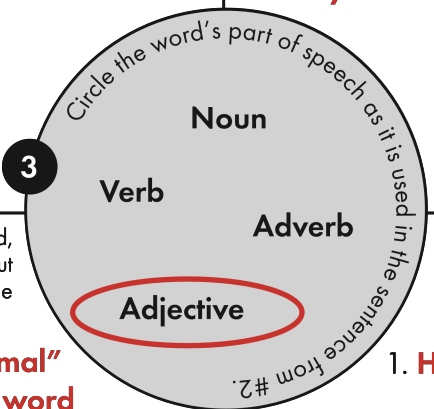 Circle the word's part of speech as it is used in the sentence from #2.
Noun
3
Verb
Adverb
d,
ut
e
Adjective
mal”
word
1. H